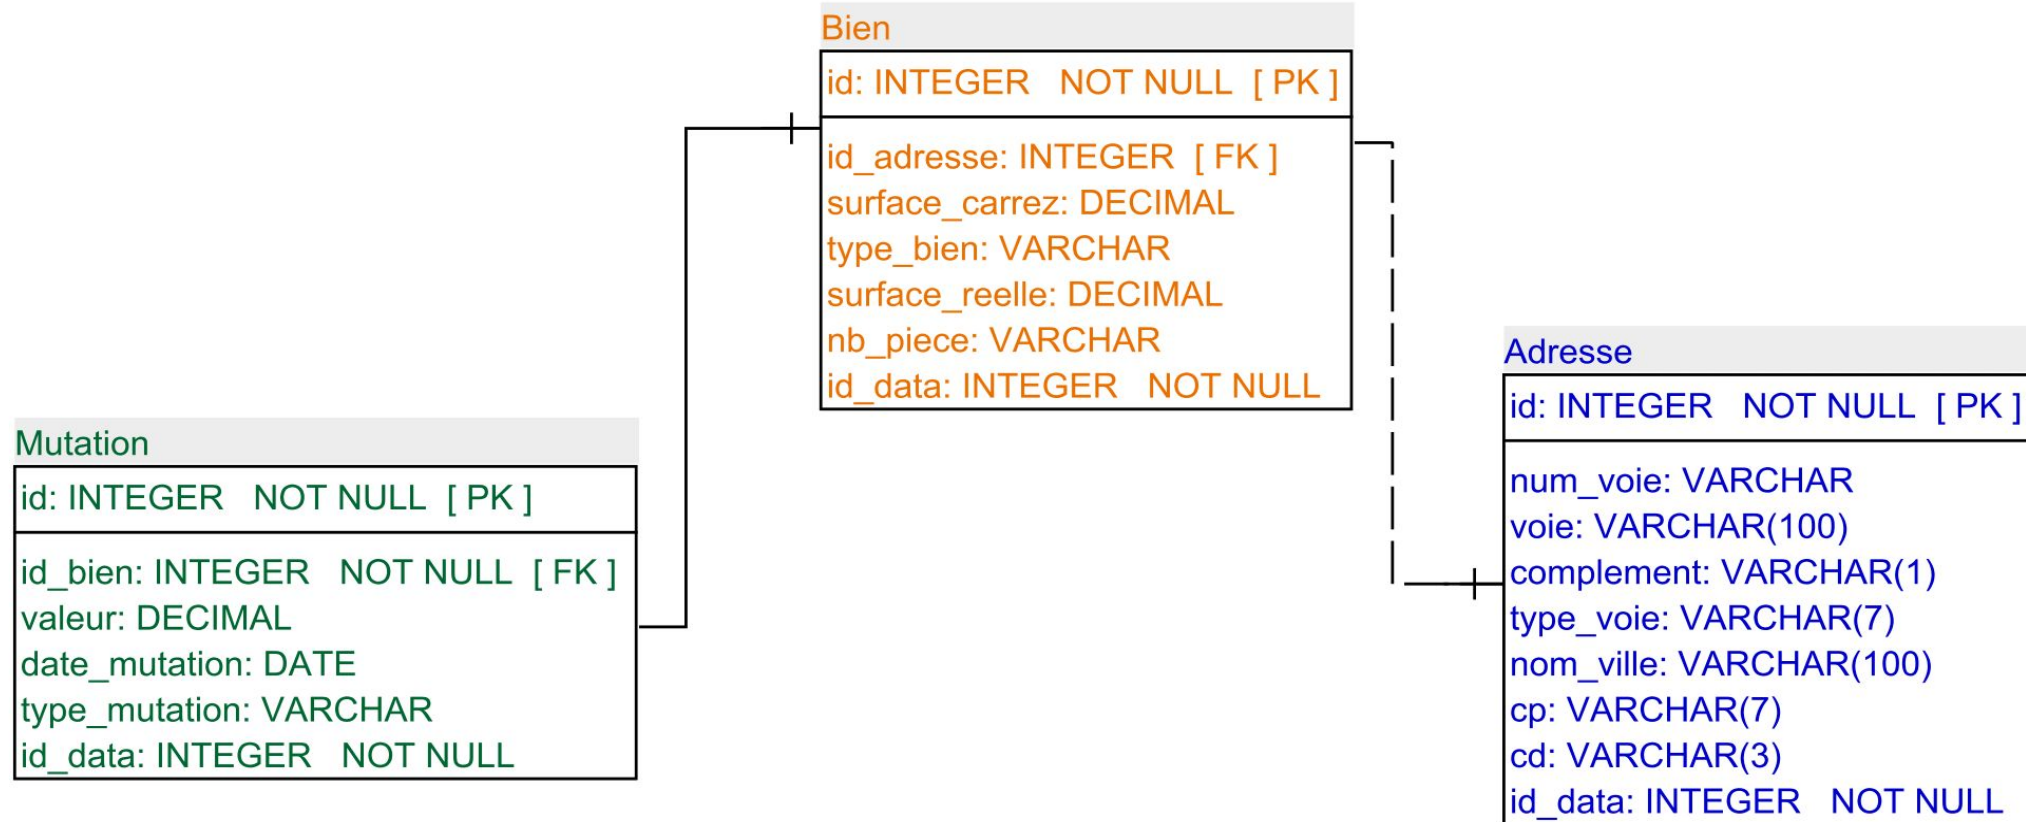 Bien
id: INTEGER NOT NULL [ PK ]
id_adresse: INTEGER [ FK ]
surface_carrez: DECIMAL
type_bien: VARCHAR
surface_reelle: DECIMAL
nb_piece: VARCHAR
id_data: INTEGER NOT NULL
Mutation
id: INTEGER NOT NULL [ PK ]
id_bien: INTEGER NOT NULL [ FK ]
valeur: DECIMAL
date_mutation: DATE
type_mutation: VARCHAR
id_data: INTEGER NOT NULL
Adresse
id: INTEGER NOT NULL [ PK ]
num_voie: VARCHAR
voie: VARCHAR(100)
complement: VARCHAR(1)
type_voie: VARCHAR(7)
nom_ville: VARCHAR(100)
cp: VARCHAR(7)
cd: VARCHAR(3)
id_data: INTEGER NOT NULL